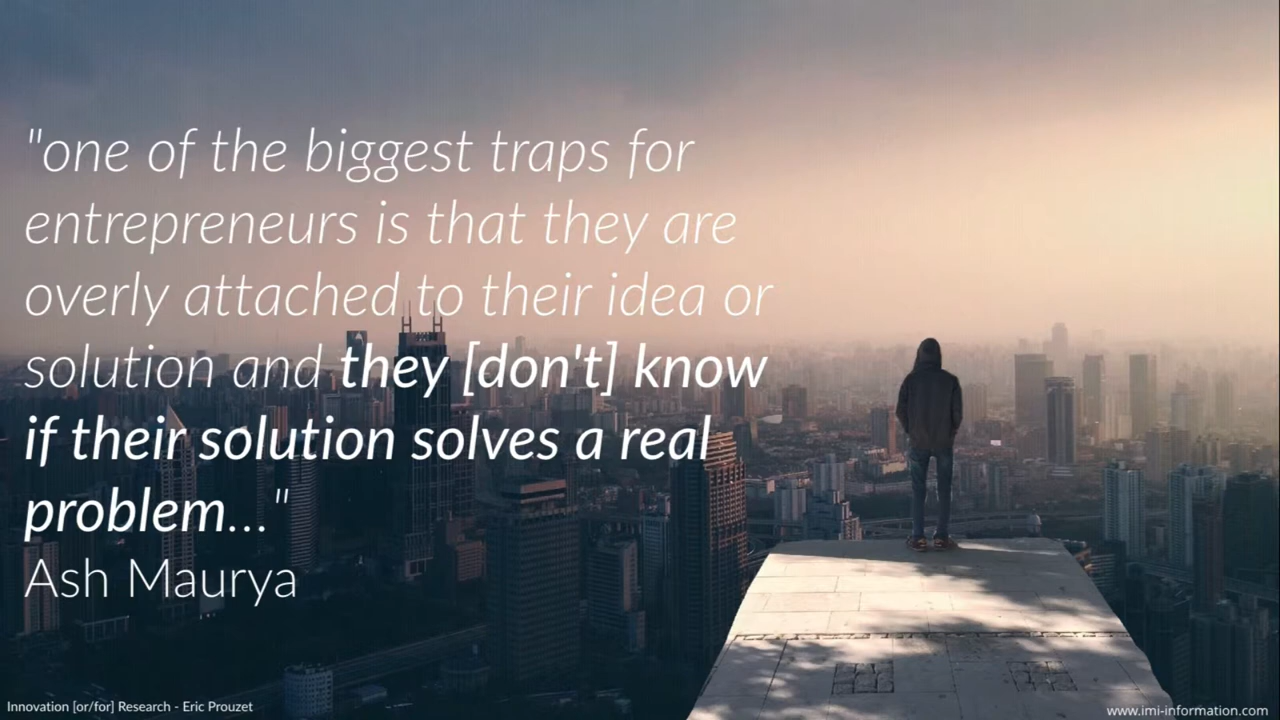 "one of the biggest traps for
entrepreneurs is that they are
overly attached to their idea or
solution and they [don't] know
if their solution solves a real
problem..."
Ash Maurya
Innovation [or/for] Research - Eric Prouzet
www.imi-information.com